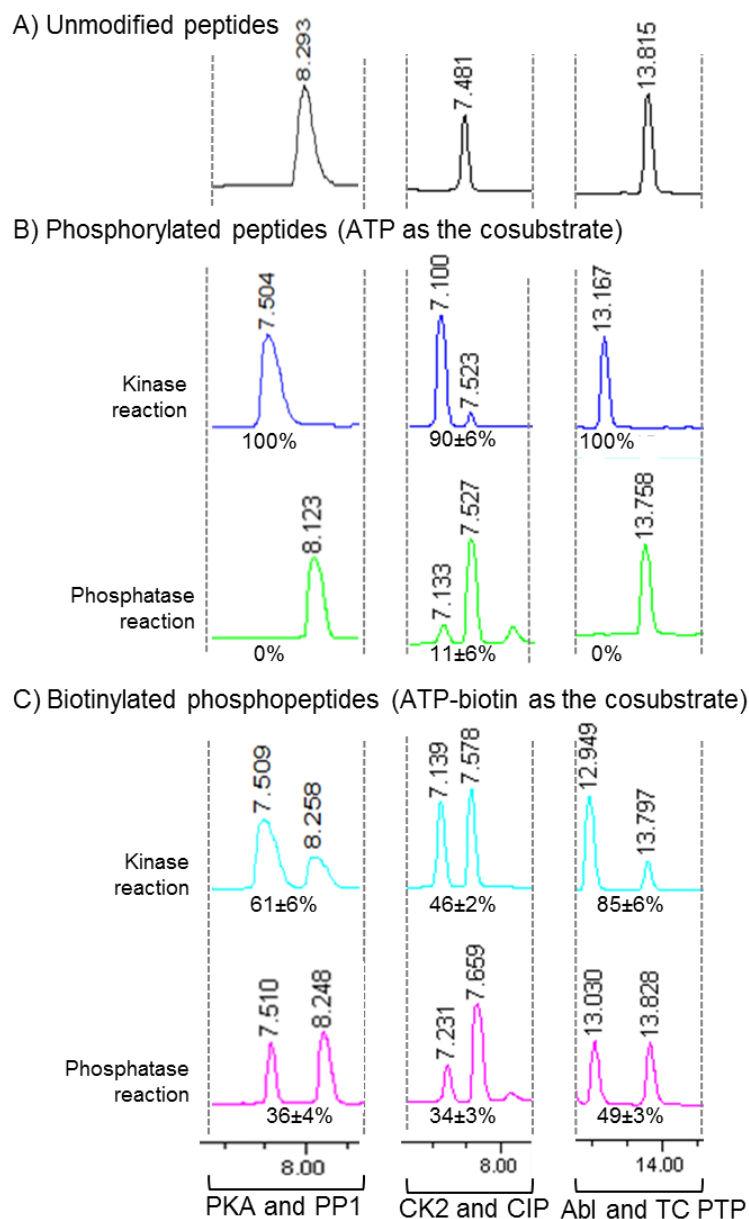 A) Unmodified peptides
8.293
7.481
13.815
B) Phosphorylated peptides (ATP as the cosubstrate)
7.504
7.100
7.523
13.167
Kinase
reaction
100%
90±6%
100%
8.123
7.133
7.527
13.758
Phosphatase
reaction
0%
11±6%
0%
C) Biotinylated phosphopeptides (ATP-biotin as the cosubstrate)
7.509
8.258
7.139
7.578
12.949
13.797
Kinase
reaction
61±6%
46±2%
85±6%
7.510
8.248
7.231
7.659
13.030
13.828
Phosphatase
reaction
36±4%
34±3%
49±3%
8.00
8.00
14.00
PKA and PP1
CK2 and CIP
Abl and TC PTP